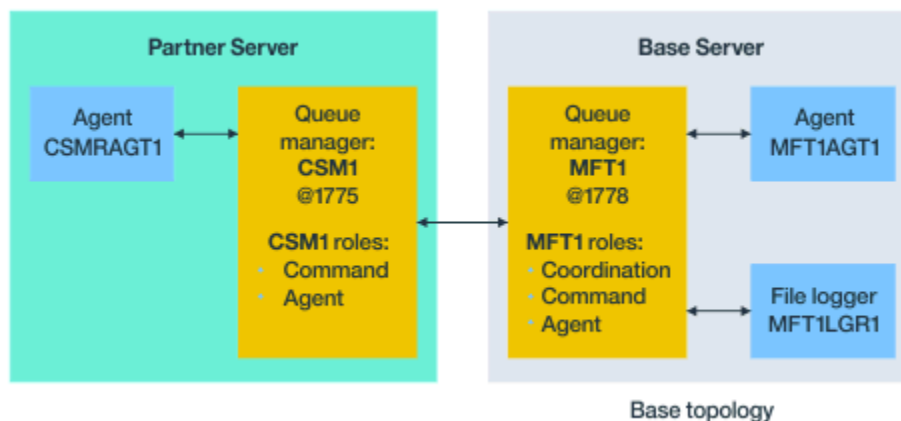 Partner Server
Agent
CSMRAGT1
Queue
manager:
CSM1
@1775
CSM1 roles:
• Command
• Agent
Base Server
Queue
manager:
MFT1
@1778
MFT1 roles:
• Coordination
• Command
• Agent
Agent
MFT1AGT1
File logger
MFT1LGR1
Base topology